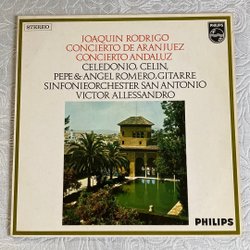 STEREO
PHILIPS
JOAQUIN RODRIGO
CONCIERTO DE ARANJUEZ
CONCIERTO ANDALUZ
CELEDONIO, CELIN,
PEPE & ANGEL ROMERO, GITARRE
SINFONIEORCHESTER SAN ANTONIO
VICTOR ALLESSANDRO
PHILIPS